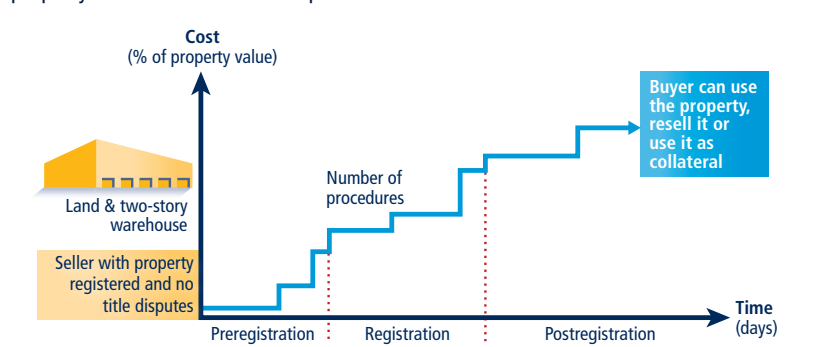 Cost
(% of property value)
Buyer can use
the property,
resell it or
use it as
collateral
Number of
procedures
Land & two-story
warehouse
Seller with property
registered and no
title disputes
Time
(days)
Preregistration
Registration
Postregistration